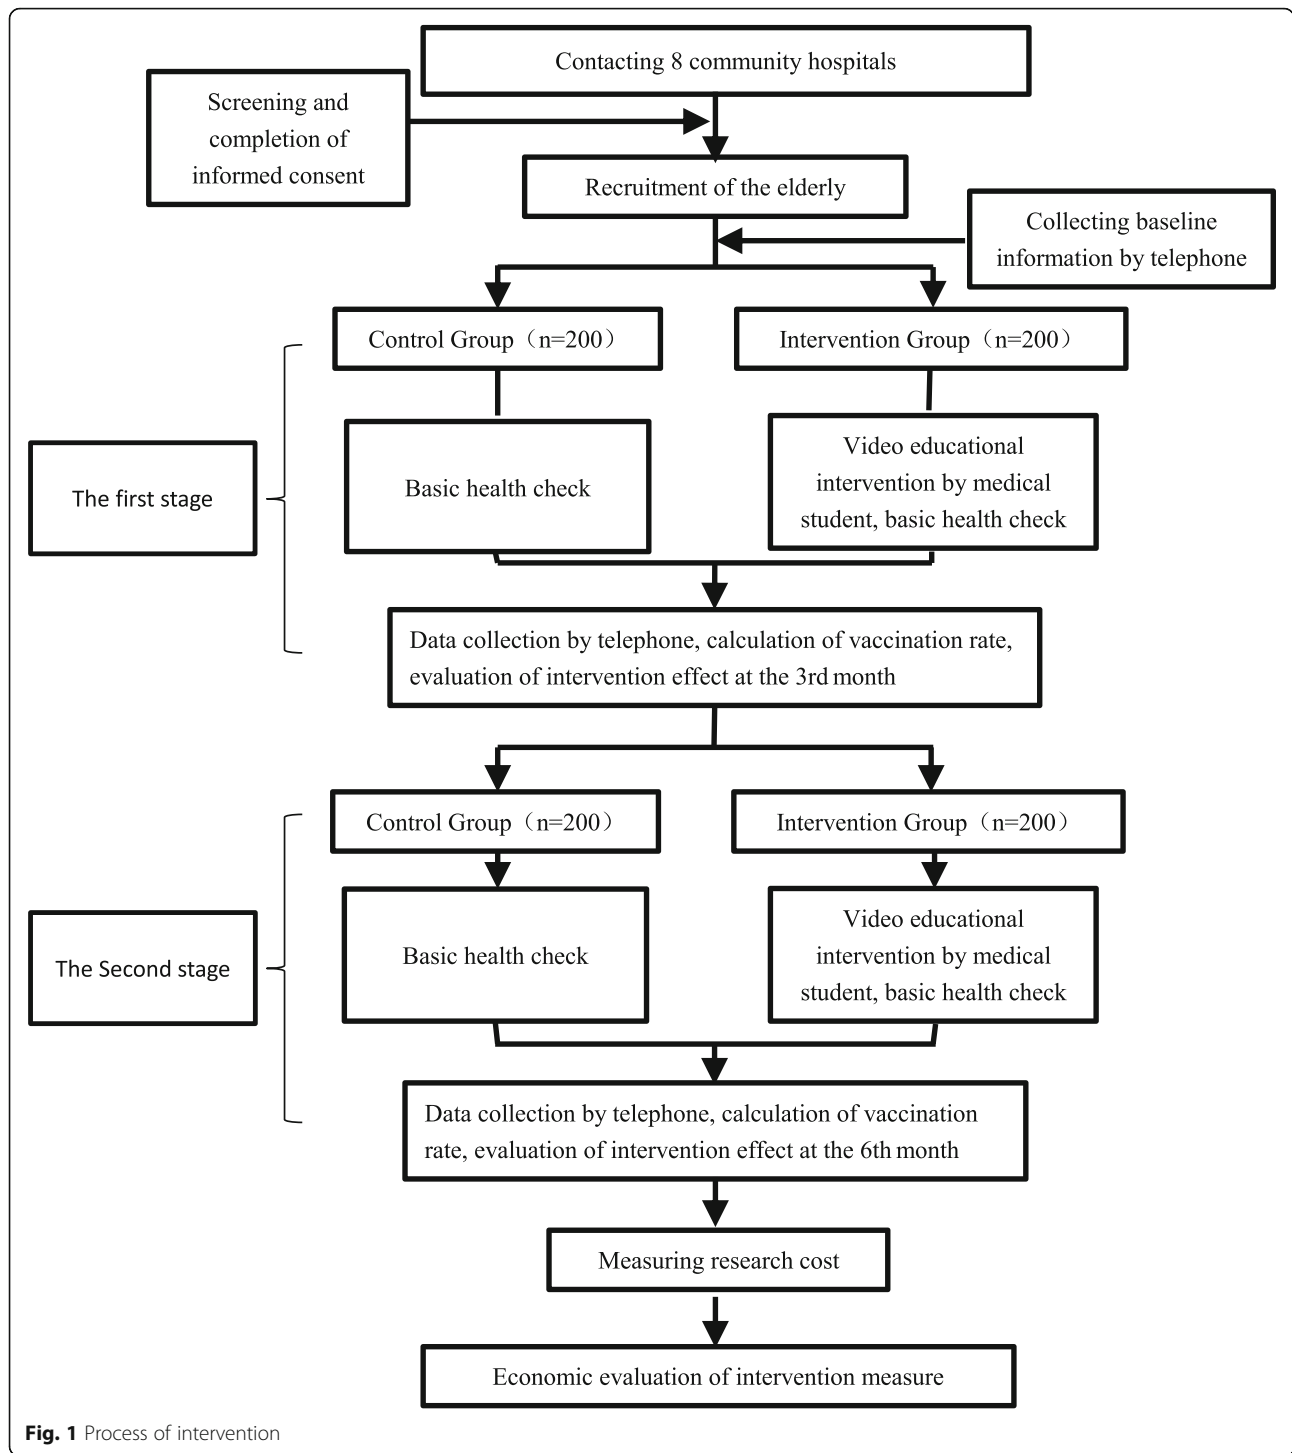 Contacting 8 community hospitals
Screening and
completion of
informed consent
Recruitment of the elderly
Collecting baseline
information by telephone
Control Group（n=200）
Intervention Group（n=200）
The first stage
Basic health check
Video educational
intervention by medical
student, basic health check
Data collection by telephone, calculation of vaccination rate,
evaluation of intervention effect at the 3rd month
Control Group（n=200）
Intervention Group（n=200）
The Second stage
Basic health check
Video educational
intervention by medical
student, basic health check
Data collection by telephone, calculation of vaccination
rate, evaluation of intervention effect at the 6th month
Measuring research cost
Economic evaluation of intervention measure
Fig. 1 Process of intervention